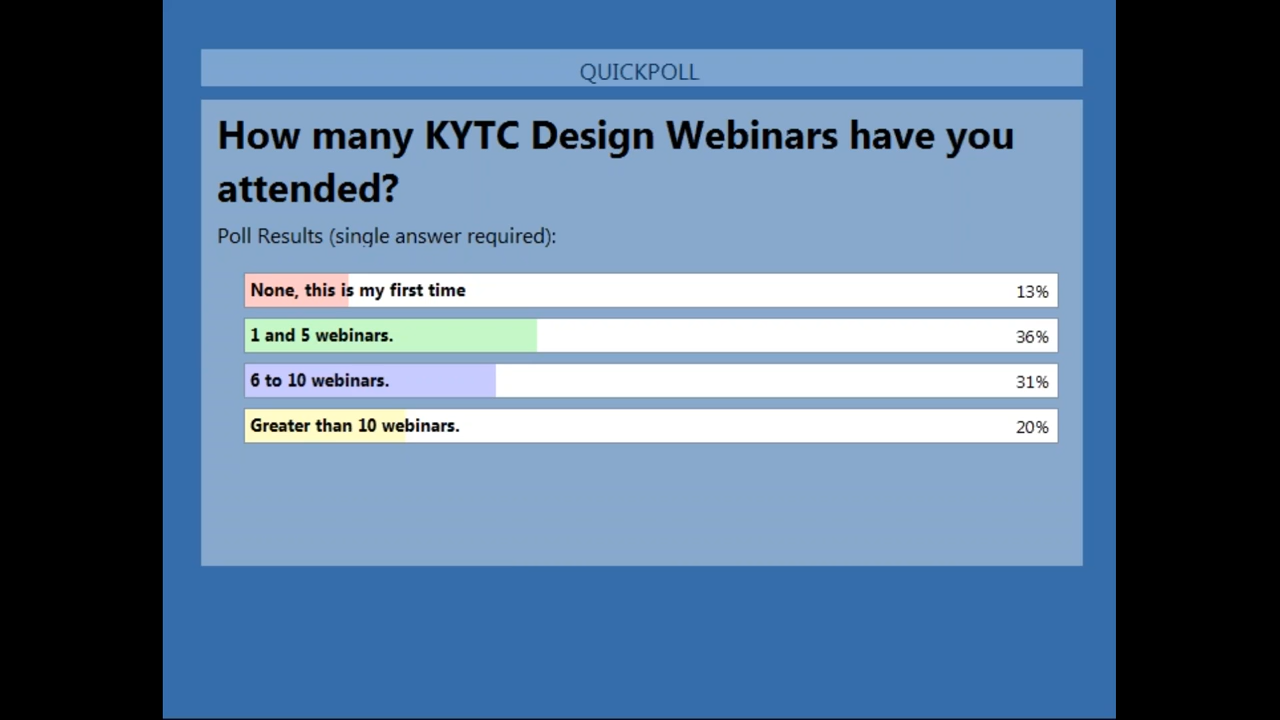 QUICKPOLL
How many KYTC Design Webinars have you
attended?
Poll Results (single answer required):
None, this is my first time 13%
1 and 5 webinars. 36%
6 to 10 webinars. 31%
Greater than 10 webinars. 20%